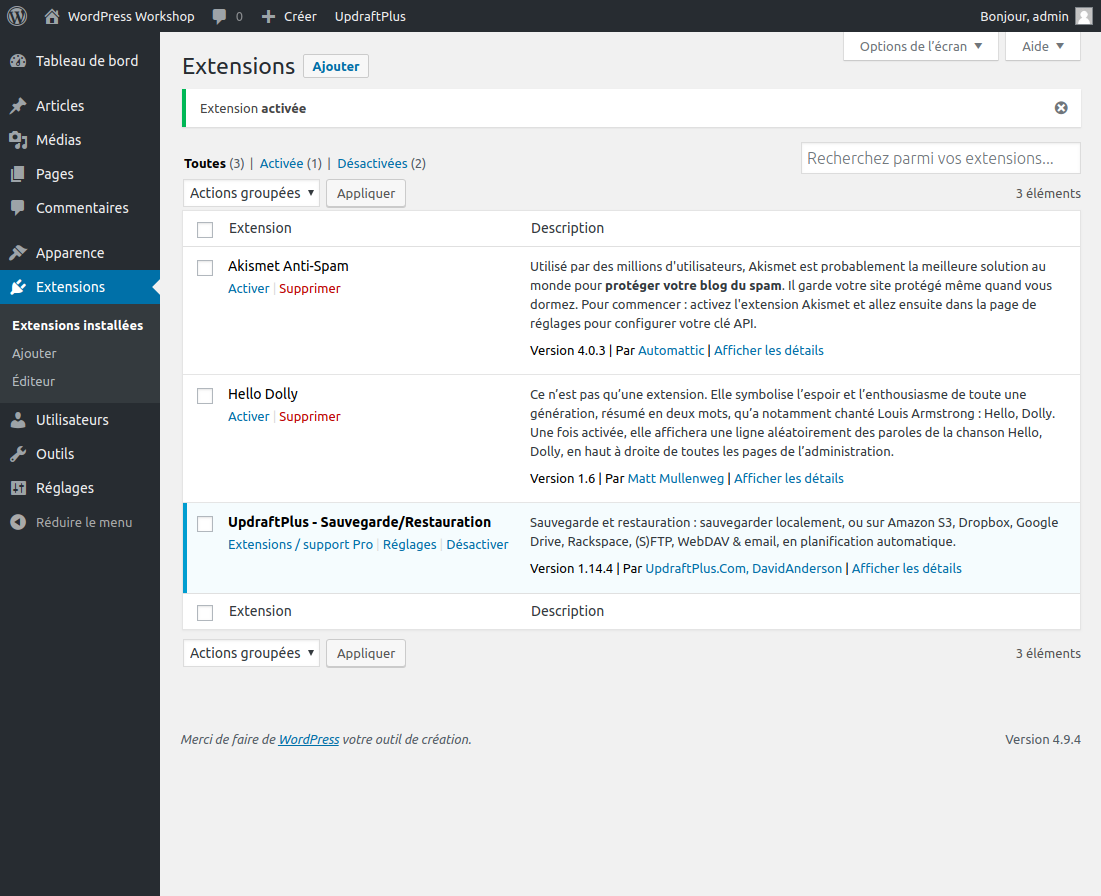 WordPress Workshop 0 Créer UpdraftPlus Bonjour, admin
Options de l’écran Aide
Tableau de bord
Articles
Médias
Pages
Commentaires
Apparence
Extensions
Extensions installées
Ajouter
Éditeur
Utilisateurs
Outils
Réglages
Réduire le menu
Extensions Ajouter
Extension activée
Toutes (3) | Activée (1) | Désactivées (2)
Recherchez parmi vos extensions...
Actions groupées Appliquer 3 éléments
Extension Description
Akismet Anti-Spam
Activer | Supprimer
Utilisé par des millions d'utilisateurs, Akismet est probablement la meilleure solution au
monde pour protéger votre blog du spam. Il garde votre site protégé même quand vous
dormez. Pour commencer : activez l'extension Akismet et allez ensuite dans la page de
réglages pour configurer votre clé API.
Version 4.0.3 | Par Automattic | Afficher les détails
Hello Dolly
Activer | Supprimer
Ce n’est pas qu’une extension. Elle symbolise l’espoir et l’enthousiasme de toute une
génération, résumé en deux mots, qu’a notamment chanté Louis Armstrong : Hello, Dolly.
Une fois activée, elle affichera une ligne aléatoirement des paroles de la chanson Hello,
Dolly, en haut à droite de toutes les pages de l’administration.
Version 1.6 | Par Matt Mullenweg | Afficher les détails
UpdraftPlus - Sauvegarde/Restauration
Extensions / support Pro | Réglages | Désactiver
Sauvegarde et restauration : sauvegarder localement, ou sur Amazon S3, Dropbox, Google
Drive, Rackspace, (S)FTP, WebDAV & email, en planification automatique.
Version 1.14.4 | Par UpdraftPlus.Com, DavidAnderson | Afficher les détails
Extension Description
Actions groupées Appliquer 3 éléments
Merci de faire de WordPress votre outil de création. Version 4.9.4